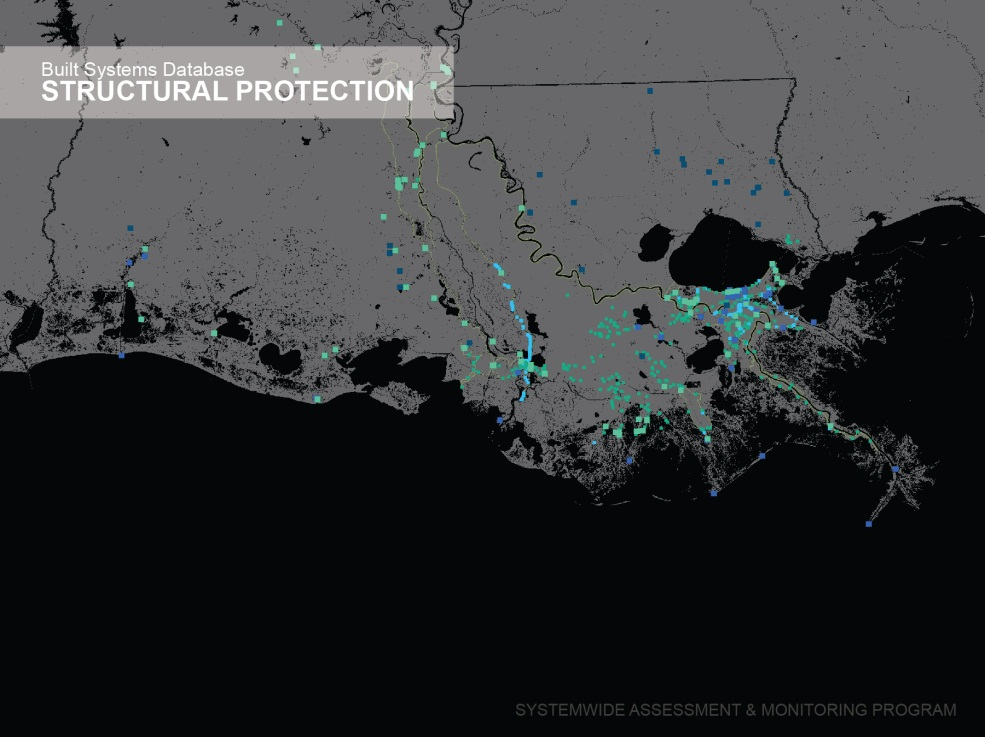 Built Systems Database
STRUCTURAL PROTECTION
SYSTEMWIDE ASSESSMENT & MONITORING PROGRAM